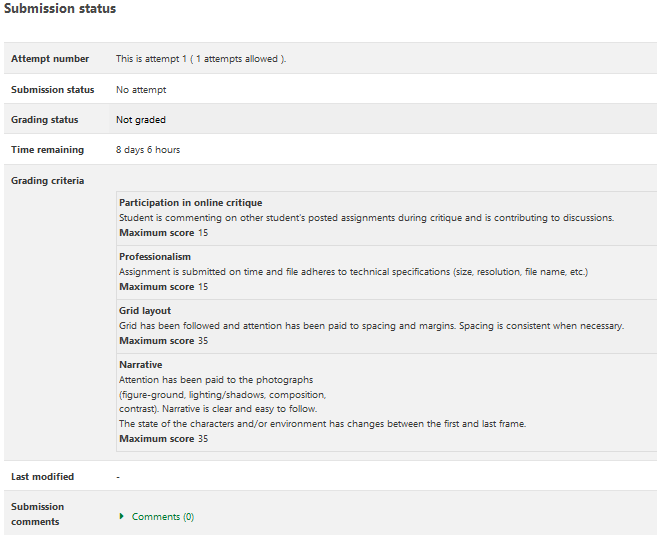 Submission status
Attempt number This is attempt 1 ( 1 attempts allowed ).
Submission status No attempt
Grading status Not graded
Time remaining 8 days 6 hours
Grading criteria
Participation in online critique
Student is commenting on other student's posted assignments during critique and is contributing to discussions.
Maximum score 15
Professionalism
Assignment is submitted on time and file adheres to technical specifications (size, resolution, file name, etc.)
Maximum score 15
Grid layout
Grid has been followed and attention has been paid to spacing and margins. Spacing is consistent when necessary.
Maximum score 35
Narrative
Attention has been paid to the photographs
(figure-ground, lighting/shadows, composition,
contrast). Narrative is clear and easy to follow.
The state of the characters and/or environment has changes between the first and last frame.
Maximum score 35
Last modified -
Submission
comments
Comments (0)